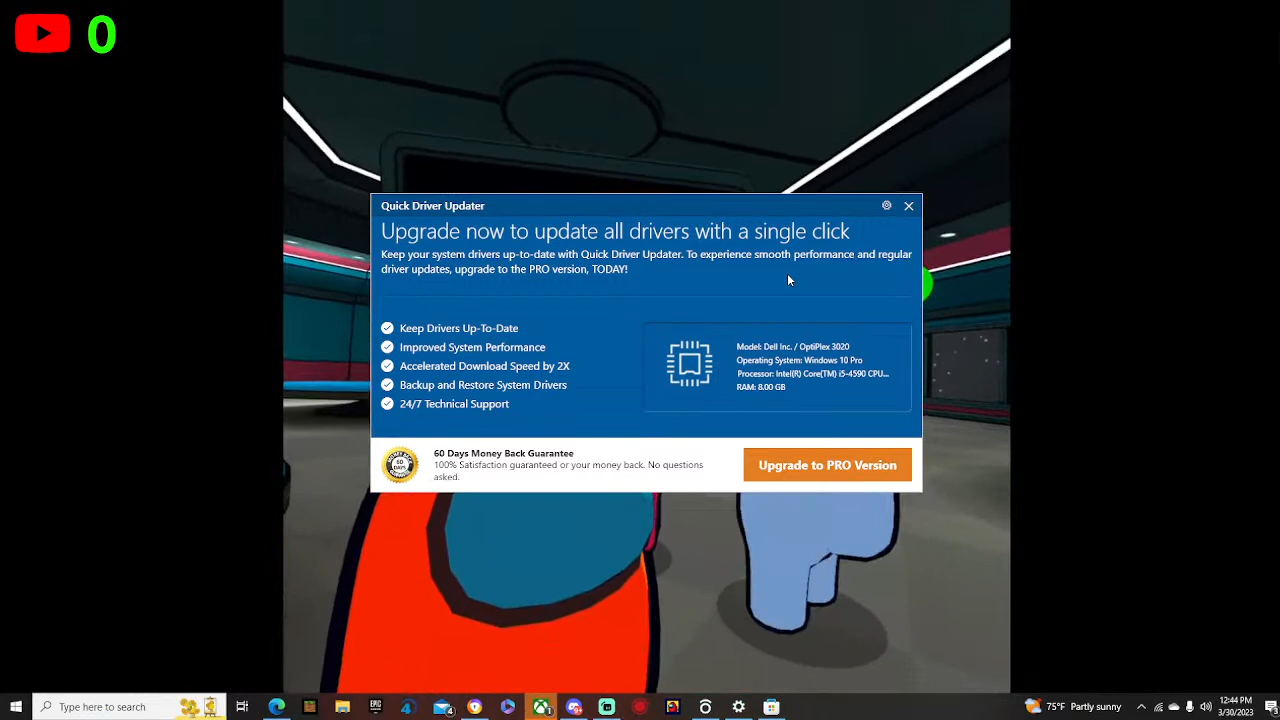 0
Quick Driver Updater
Upgrade now to update all drivers with a single click
Keep your system drivers up-to-date with Quick Driver Updater. To experience smooth performance and regular
driver updates, upgrade to the PRO version, TODAY!
Keep Drivers Up-To-Date
Improved System Performance
Accelerated Download Speed by 2X
Backup and Restore System Drivers
24/7 Technical Support
Model: Dell Inc. / OptiPlex 3020
Operating System: Windows 10 Pro
Processor: Intel(R) Core(TM) i5-4590 CPU...
RAM: 8.00 GB
60 Days Money Back Guarantee
100% Satisfaction guaranteed or your money back. No questions
asked.
Upgrade to PRO Version
Type here to search
75°F Partly sunny
12:44 PM
3/30/2023